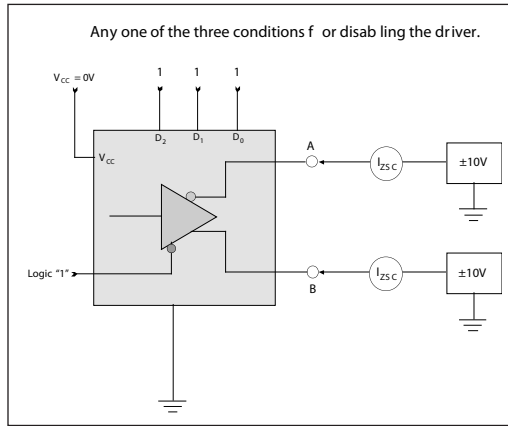 Any one of the three conditions f or disab ling the driver.
1 1 1
VCC = 0V
D2 D1 D0
VCC
A
IZSC
±10V
Logic "1"
IZSC
±10V
B